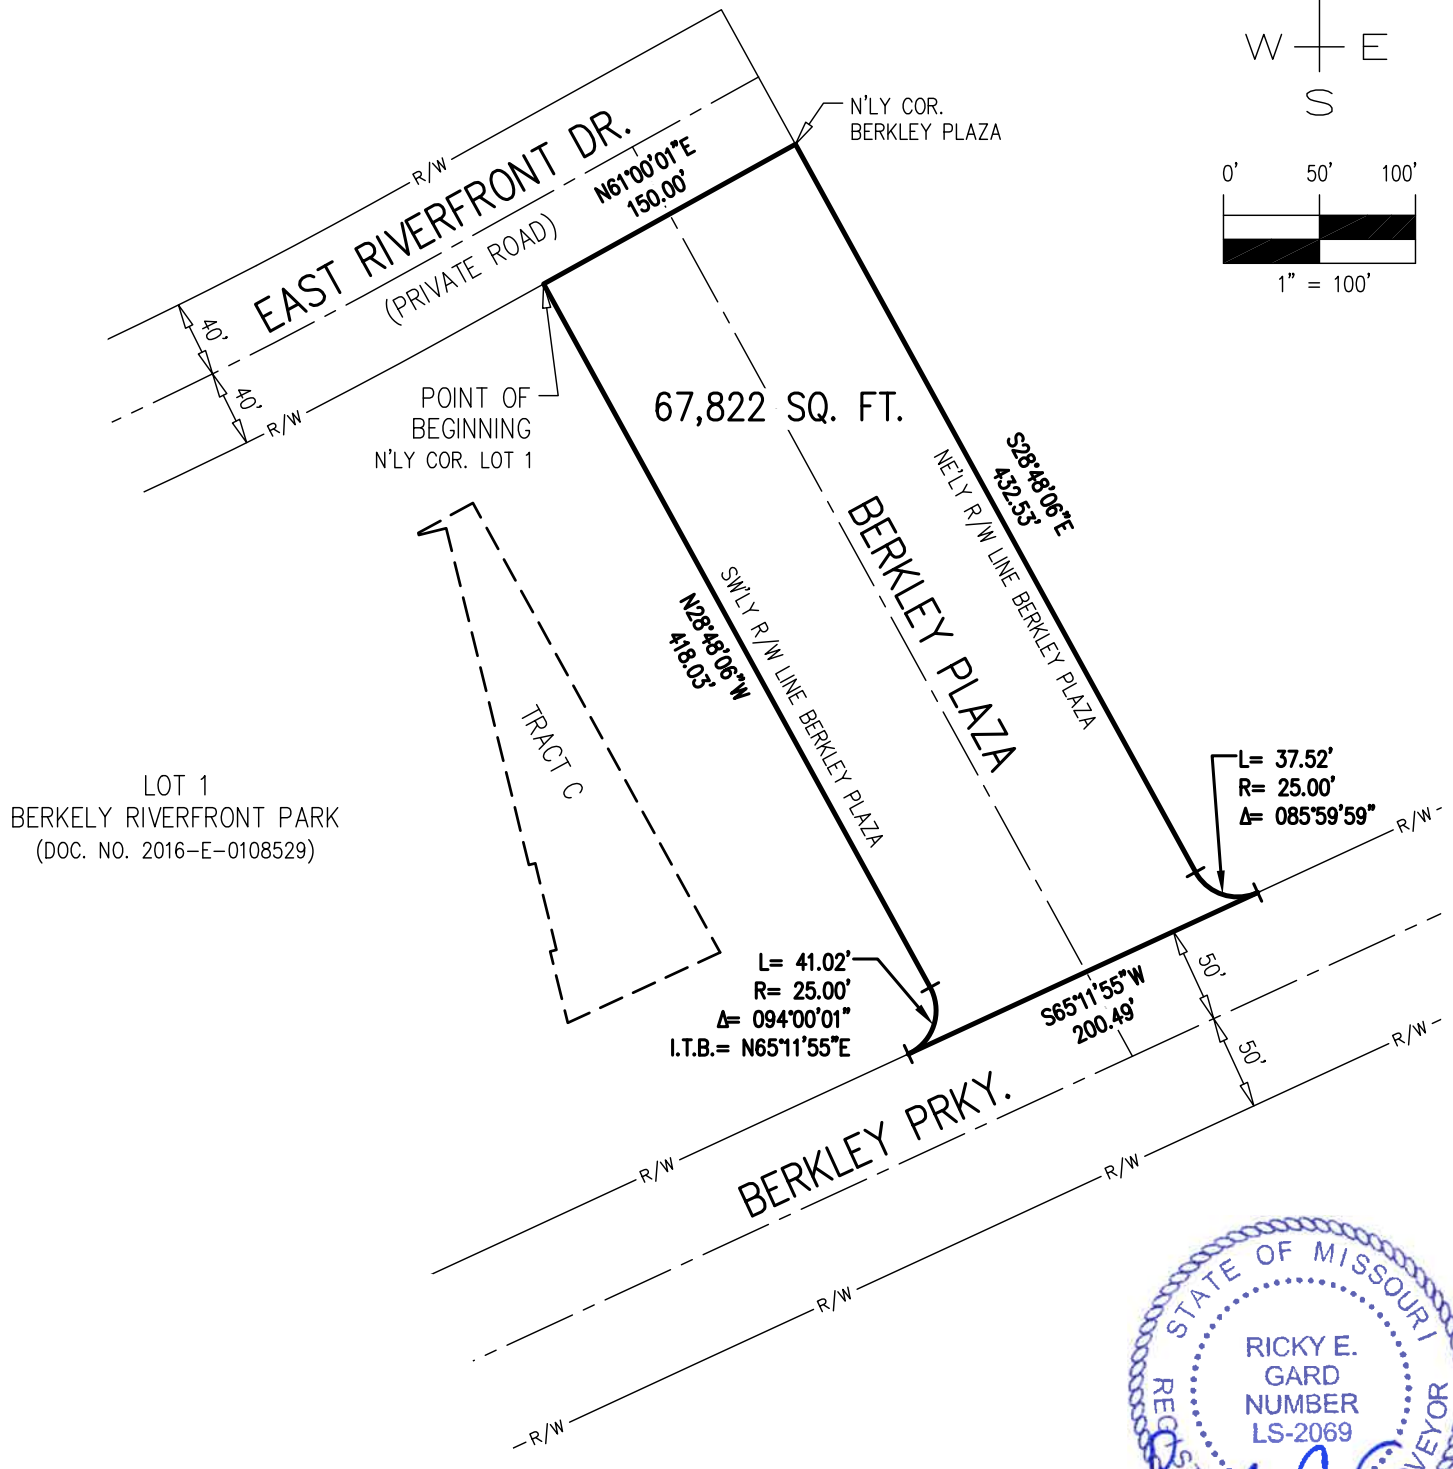 W E
S
0' 50' 100'
1" = 100'
N'LY COR.
BERKLEY PLAZA
R/W
EAST RIVERFRONT DR.
(PRIVATE ROAD)
N61°00'01"E
150.00'
40'
40'
R/W
POINT OF
BEGINNING
N'LY COR. LOT 1
67,822 SQ. FT.
S28°48'06"E
432.53'
NE'LY R/W LINE BERKLEY PLAZA
BERKLEY PLAZA
SW'LY R/W LINE BERKLEY PLAZA
N28°48'06"W
418.03'
TRACT C
LOT 1
BERKELY RIVERFRONT PARK
(DOC. NO. 2016-E-0108529)
L= 37.52'
R= 25.00'
Δ= 085°59'59"
R/W
L= 41.02'
R= 25.00'
Δ= 094°00'01"
I.T.B.= N65°11'55"E
S65°11'55"W
200.49'
50'
50'
R/W
BERKLEY PRKY.
R/W
R/W
R/W
R/W
STATE OF MISSOURI
RICKY E.
GARD
NUMBER
LS-2069